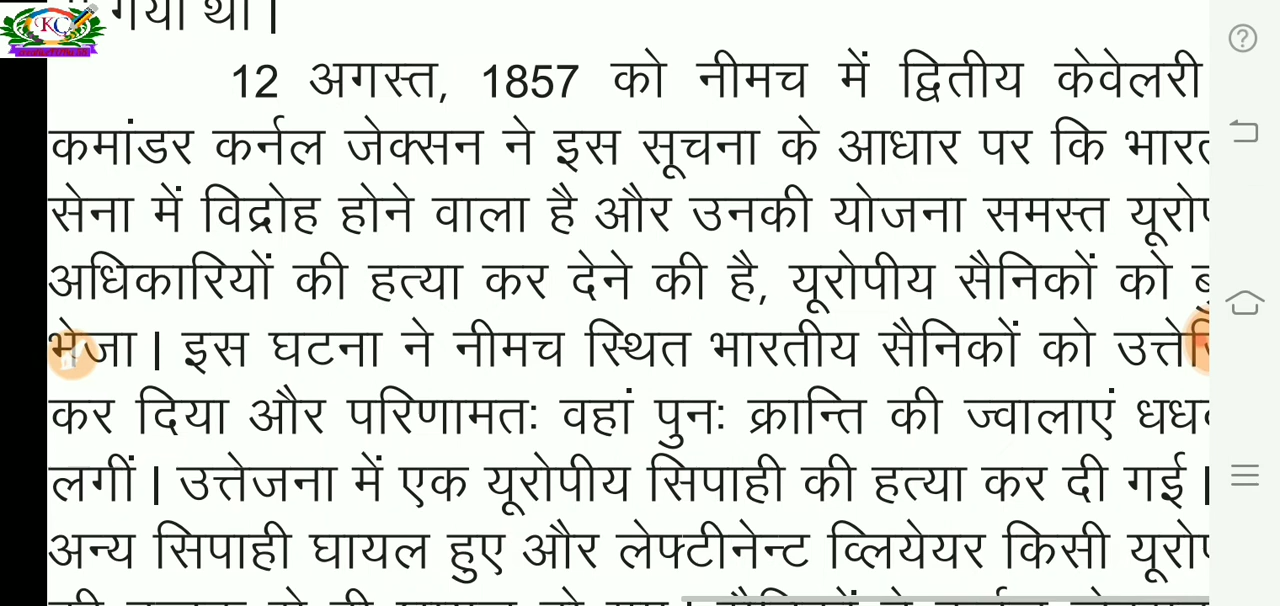 गया था।
KC
12 अगस्त, 1857 को नीमच में द्वितीय केवेलरी
कमांडर कर्नल जेक्सन ने इस सूचना के आधार पर कि
सेना में विद्रोह होने वाला है और उनकी योजना समस्त
अधिकारियों की हत्या कर देने की है, यूरोपीय सैनिकों को
भेजा। इस घटना ने नीमच स्थित भारतीय सैनिकों को
कर दिया और परिणामतः वहां पुनः क्रान्ति की ज्वालाएं
लगीं। उत्तेजना में एक यूरोपीय सिपाही की हत्या कर दी गई।
अन्य सिपाही घायल हुए और लेफ्टीनेन्ट व्लियेयर किसी